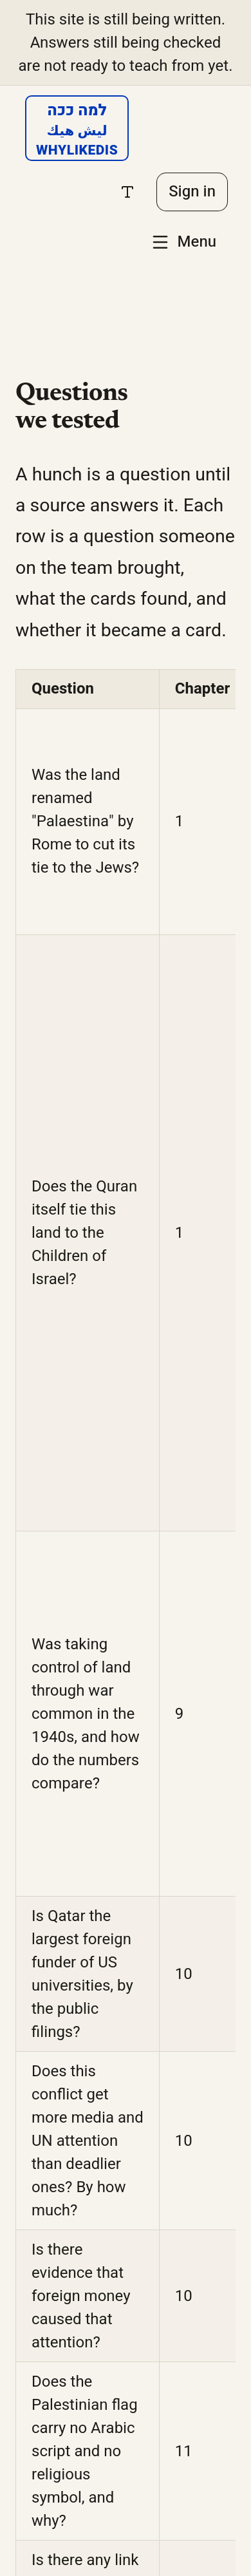 This site is still being written.
Answers still being checked
are not ready to teach from yet.
למה ככה
ليش هيك
WHYLIKEDIS
T
Sign in
Menu
Questions
we tested
A hunch is a question until
a source answers it. Each
row is a question someone
on the team brought,
what the cards found, and
whether it became a card.
Question
Chapter
Was the land
renamed
"Palaestina" by
Rome to cut its
tie to the Jews?
1
Does the Quran
itself tie this
land to the
Children of
Israel?
1
Was taking
control of land
through war
common in the
1940s, and how
do the numbers
compare?
9
Is Qatar the
largest foreign
funder of US
universities, by
the public
filings?
10
Does this
conflict get
more media and
UN attention
than deadlier
ones? By how
much?
10
Is there
evidence that
foreign money
caused that
attention?
10
Does the
Palestinian flag
carry no Arabic
script and no
religious
symbol, and
why?
11
Is there any link